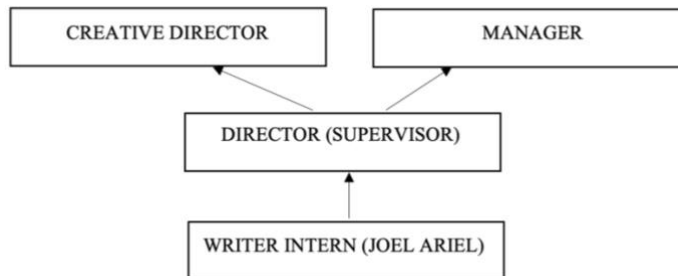 CREATIVE DIRECTOR
MANAGER
DIRECTOR (SUPERVISOR)
WRITER INTERN (JOEL ARIEL)